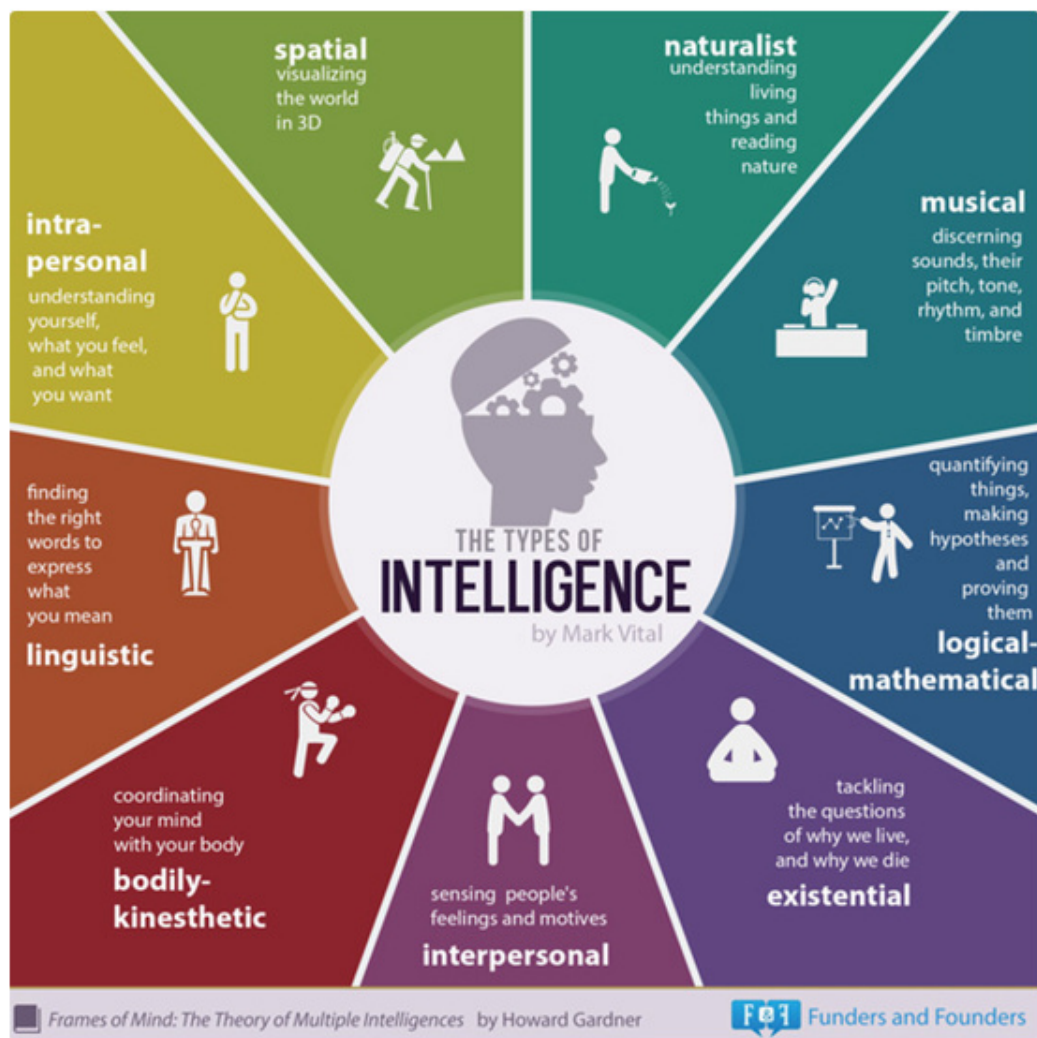 spatial
visualizing
the world
in 3D
naturalist
understanding
living
things and
reading
nature
musical
discerning
sounds, their
pitch, tone,
rhythm, and
timbre
quantifying
things,
making
hypotheses
and
proving
them
logical-
mathematical
tackling
the questions
of why we live,
and why we die
existential
sensing people's
feelings and motives
interpersonal
coordinating
your mind
with your body
bodily-
kinesthetic
finding
the right
words to
express
what
you mean
linguistic
intra-
personal
understanding
yourself,
what you feel,
and what
you want
THE TYPES OF
INTELLIGENCE
by Mark Vital
Frames of Mind: The Theory of Multiple Intelligences by Howard Gardner
F&F Funders and Founders